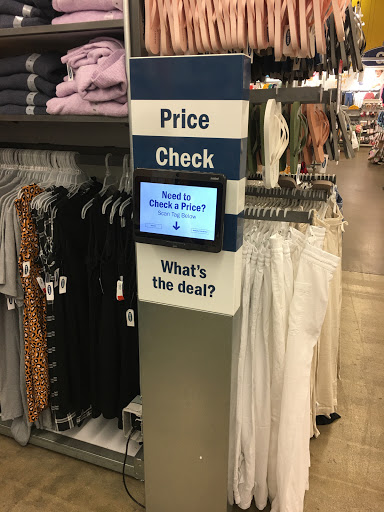 Price
Check
Need to
Check a Price?
Scan Tag Below
What's
the deal?